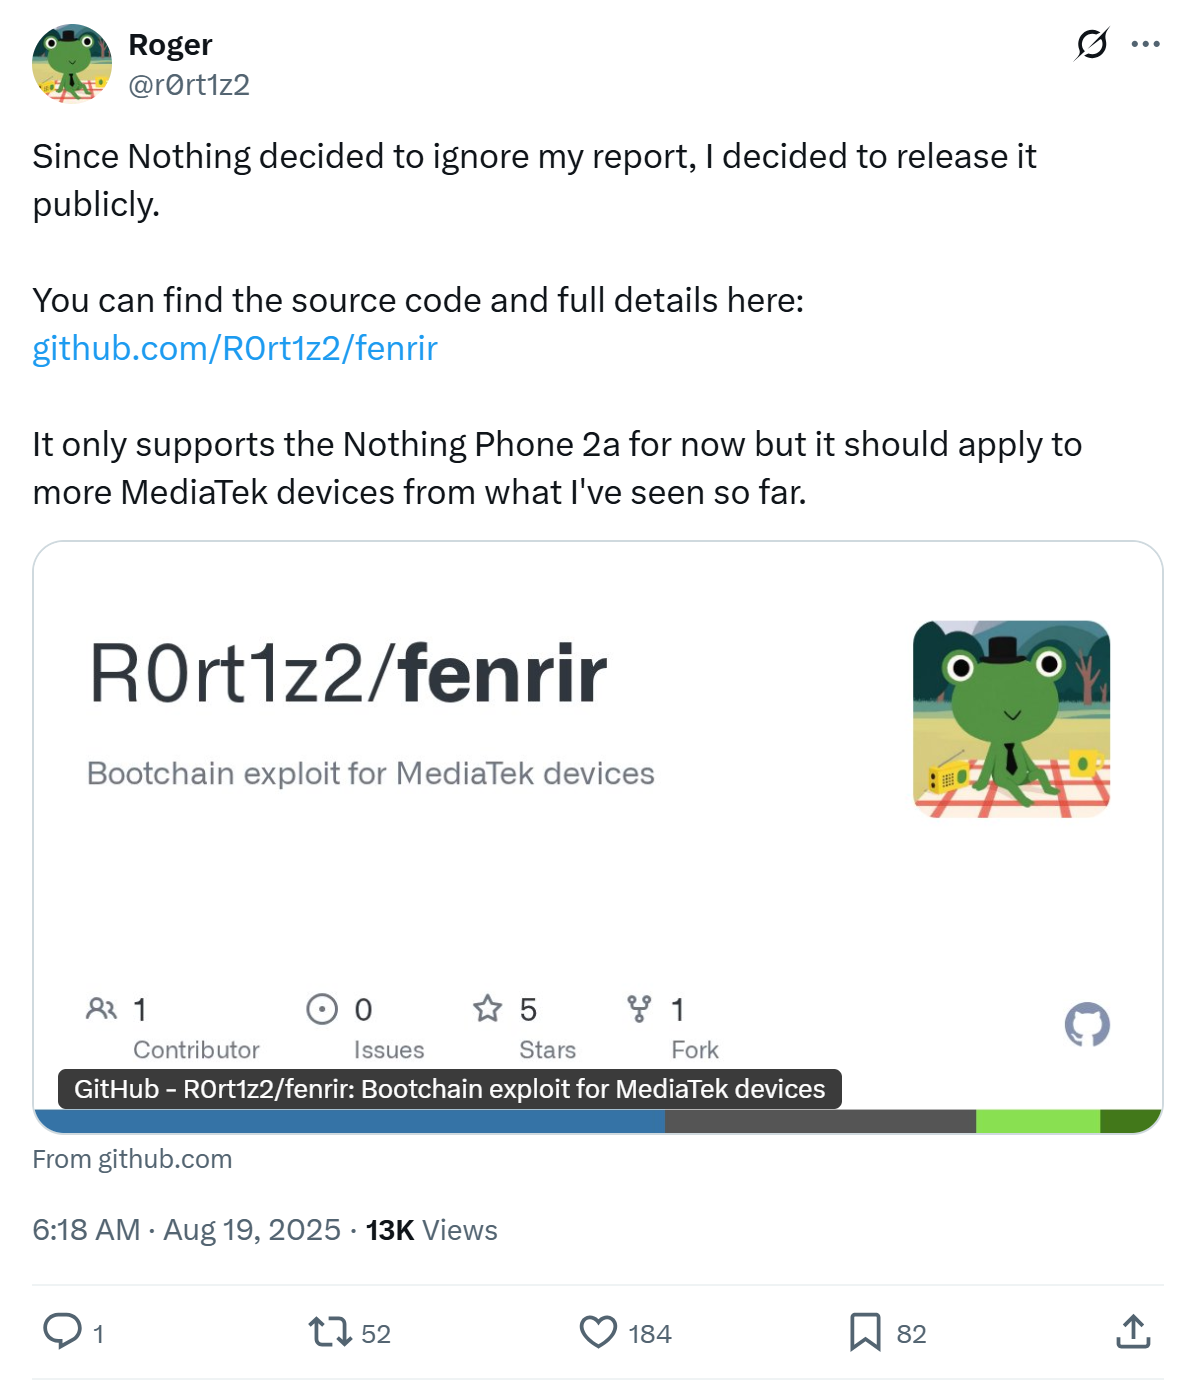 Roger
@r0rt1z2
Since Nothing decided to ignore my report, I decided to release it
publicly.
You can find the source code and full details here:
github.com/R0rt1z2/fenrir
It only supports the Nothing Phone 2a for now but it should apply to
more MediaTek devices from what I've seen so far.
R0rt1z2/fenrir
Bootchain exploit for MediaTek devices
1 0 5 1
Contributor Issues Stars Fork
GitHub - R0rt1z2/fenrir: Bootchain exploit for MediaTek devices
From github.com
6:18 AM · Aug 19, 2025 · 13K Views
1 52 184 82